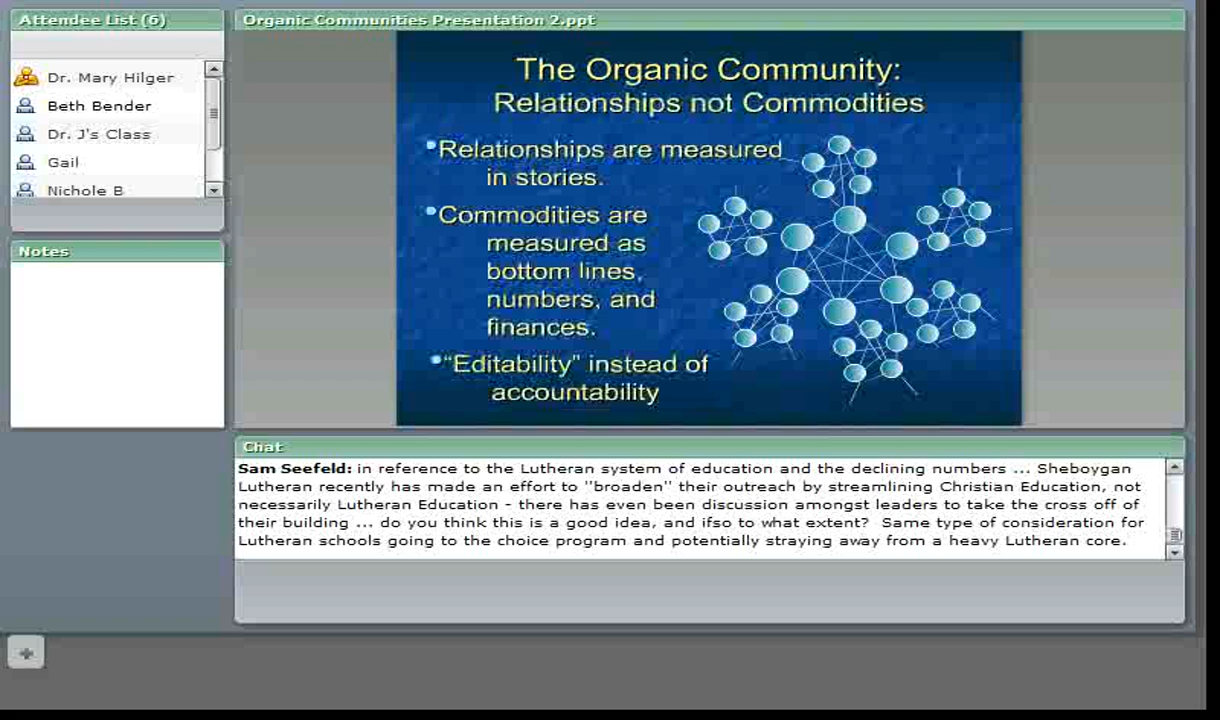 Attendee List (6)
Dr. Mary Hilger
Beth Bender
Dr. J's Class
Gail
Nichole B
Notes
Organic Communities Presentation 2.ppt
The Organic Community:
Relationships not Commodities
•Relationships are measured
in stories.
•Commodities are
measured as
bottom lines,
numbers, and
finances.
•“Editability” instead of
accountability
Chat
Sam Seefeld: in reference to the Lutheran system of education and the declining numbers ... Sheboygan
Lutheran recently has made an effort to "broaden" their outreach by streamlining Christian Education, not
necessarily Lutheran Education - there has even been discussion amongst leaders to take the cross off of
their building ... do you think this is a good idea, and ifso to what extent?  Same type of consideration for
Lutheran schools going to the choice program and potentially straying away from a heavy Lutheran core.